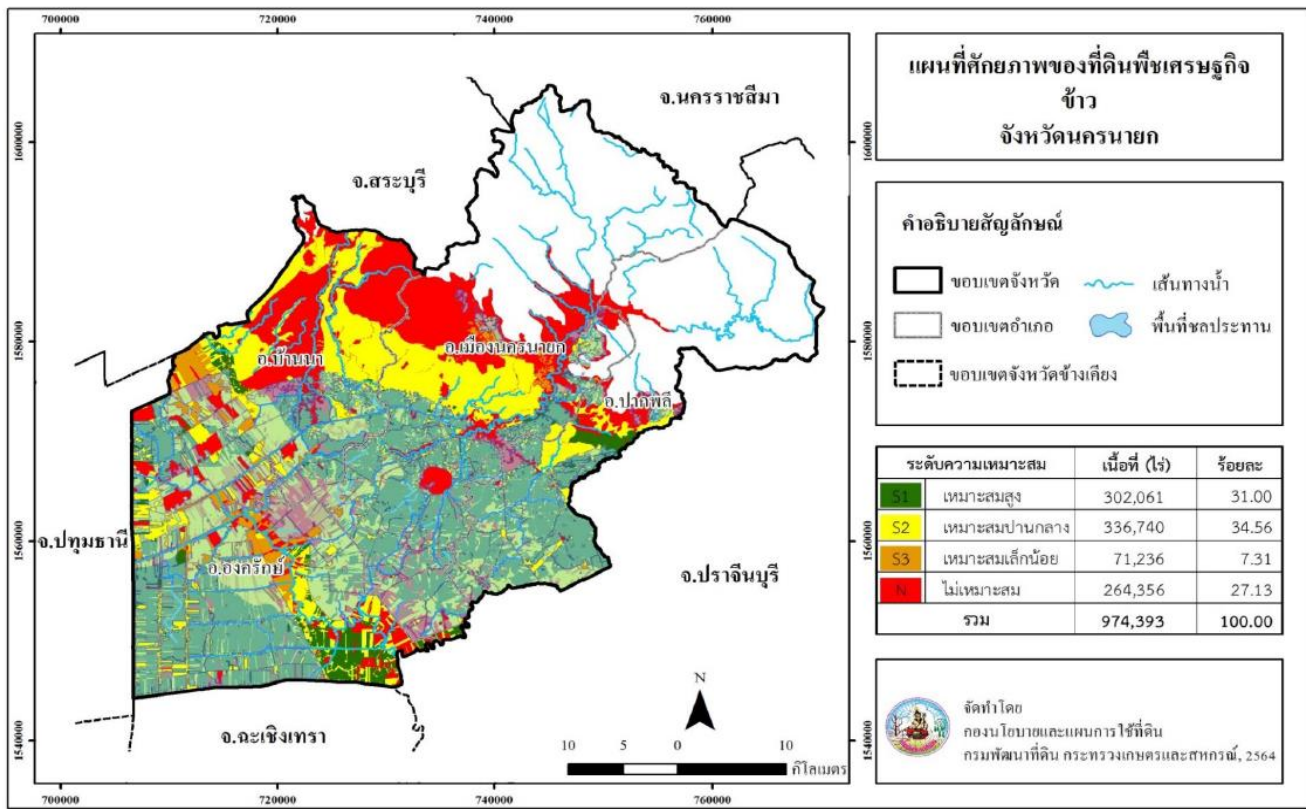 แผนที่ศักยภาพของที่ดินพืชเศรษฐกิจ
ข้าว
จังหวัดนครนายก
700000 720000 740000 760000
1600000
1580000
1560000
1540000
จ.นครราชสีมา
จ.สระบุรี
อ.บ้านนา
อ.เมืองนครนายก
อ.ปากพลี
จ.ปทุมธานี
อ.องครักษ์
จ.ปราจีนบุรี
จ.ฉะเชิงเทรา
N
10 5 0 10
กิโลเมตร
1600000
1580000
1560000
1540000
700000 720000 740000 760000
คำอธิบายสัญลักษณ์
ขอบเขตจังหวัด เส้นทางน้ำ
ขอบเขตอำเภอ พื้นที่ชลประทาน
ขอบเขตจังหวัดข้างเคียง
ระดับความเหมาะสม เนื้อที่ (ไร่) ร้อยละ
S1 เหมาะสมสูง 302,061 31.00
S2 เหมาะสมปานกลาง 336,740 34.56
S3 เหมาะสมเล็กน้อย 71,236 7.31
N ไม่เหมาะสม 264,356 27.13
รวม 974,393 100.00
จัดทำโดย
กองนโยบายและแผนการใช้ที่ดิน
กรมพัฒนาที่ดิน กระทรวงเกษตรและสหกรณ์, 2564